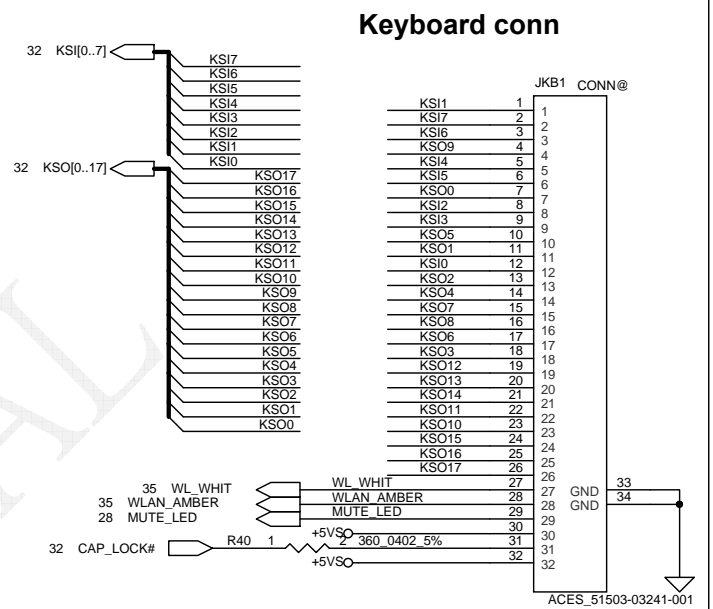 Keyboard conn
32 KSI[0..7]
KSI7
KSI6
KSI5
KSI4
KSI3
KSI2
KSI1
KSI0
32 KSO[0..17]
KSO17
KSO16
KSO15
KSO14
KSO13
KSO12
KSO11
KSO10
KSO9
KSO8
KSO7
KSO6
KSO5
KSO4
KSO3
KSO2
KSO1
KSO0
JKB1 CONN@
KSI1 1 1
KSI7 2 2
KSI6 3 3
KSO9 4 4
KSI4 5 5
KSI5 6 6
KSO0 7 7
KSI2 8 8
KSI3 9 9
KSO5 10 10
KSO1 11 11
KSI0 12 12
KSO2 13 13
KSO4 14 14
KSO7 15 15
KSO8 16 16
KSO6 17 17
KSO3 18 18
KSO12 19 19
KSO13 20 20
KSO14 21 21
KSO11 22 22
KSO10 23 23
KSO15 24 24
KSO16 25 25
KSO17 26 26
35 WL_WHIT WL_WHIT 27 27 GND 33
35 WLAN_AMBER WLAN_AMBER 28 28 GND 34
28 MUTE_LED MUTE_LED 29 29
+5VS 30 30
32 CAP_LOCK# R40 1 2 360_0402_5% 31 31
+5VS 32 32
ACES_51503-03241-001